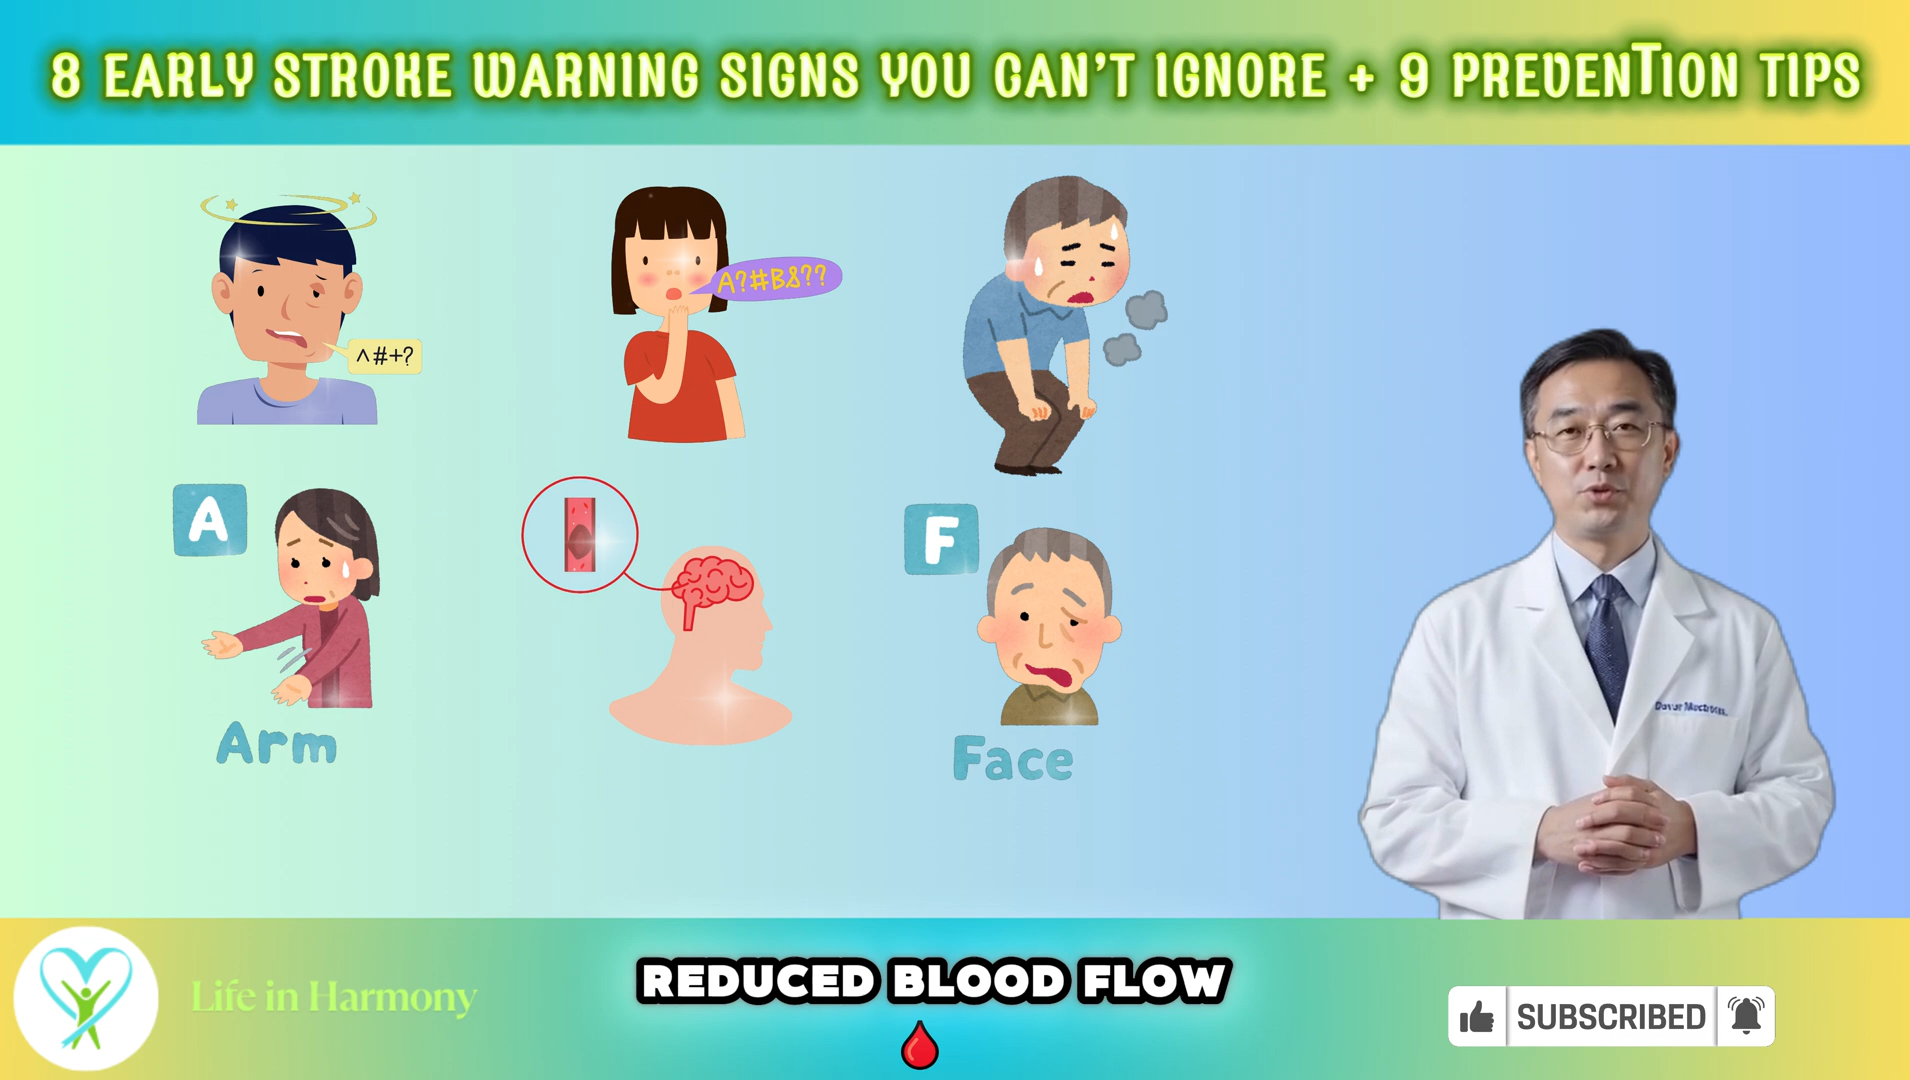 8 EARLY STROKE WARNING SIGNS YOU CAN'T IGNORE + 9 PREVENTION TIPS
^#+?
A?#B&??
A
Arm
F
Face
Life in Harmony
REDUCED BLOOD FLOW
SUBSCRIBED